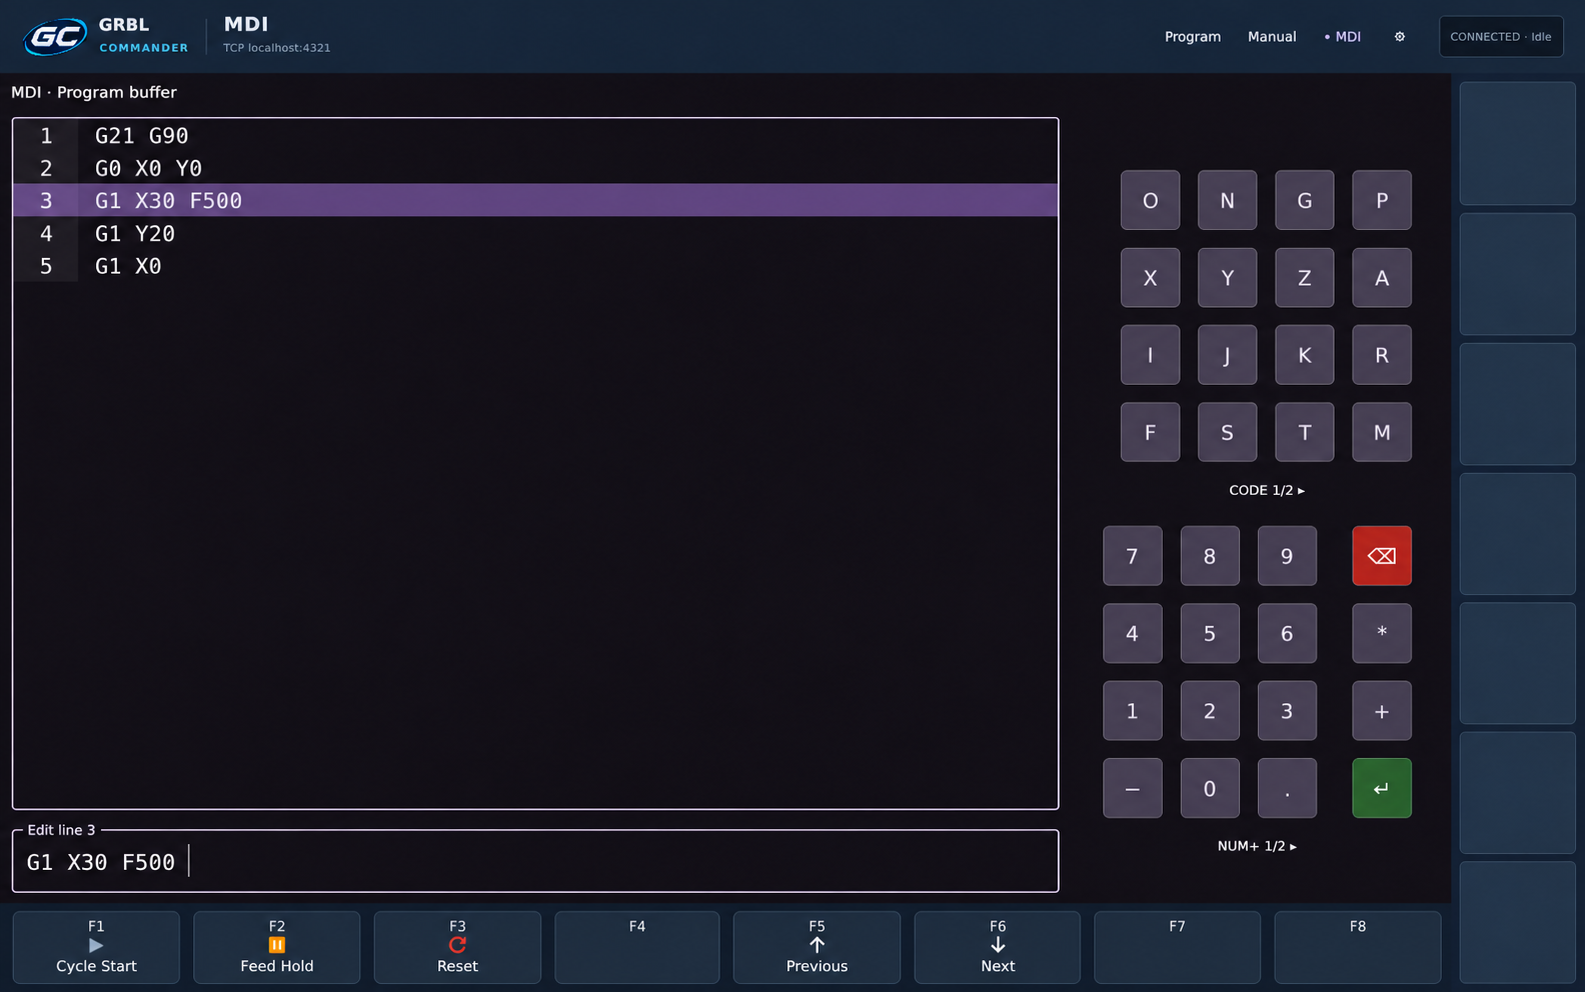 GC GRBL COMMANDER
MDI
TCP localhost:4321
Program Manual • MDI ⚙ CONNECTED · Idle
MDI · Program buffer
1 G21 G90
2 G0 X0 Y0
3 G1 X30 F500
4 G1 Y20
5 G1 X0
Edit line 3
G1 X30 F500
O N G P
X Y Z A
I J K R
F S T M
CODE 1/2 ▸
7 8 9 ⌫
4 5 6 *
1 2 3 +
− 0 . ↵
NUM+ 1/2 ▸
F1 ▶ Cycle Start
F2 ⏸ Feed Hold
F3 Reset
F4
F5 ↑ Previous
F6 ↓ Next
F7
F8